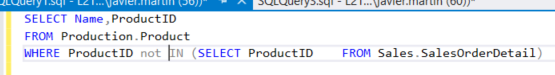 SQLQuery1.sql - L21...\javier.martin (56))*
SQLQuery3.sql - L21...\javier.martin (60))*
SELECT Name,ProductID
FROM Production.Product
WHERE ProductID not IN (SELECT ProductID    FROM Sales.SalesOrderDetail)